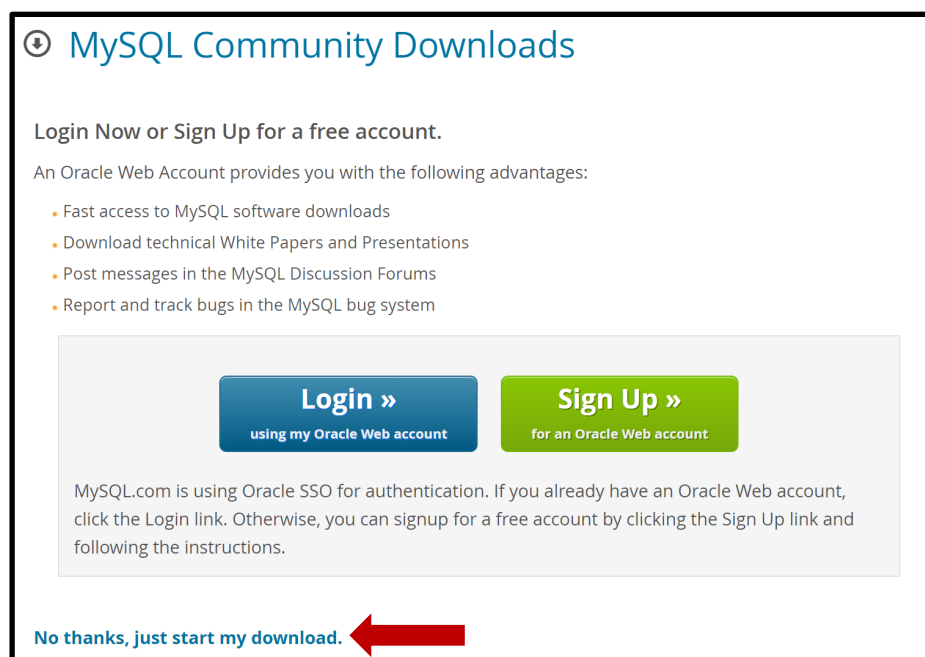 MySQL Community Downloads
Login Now or Sign Up for a free account.
An Oracle Web Account provides you with the following advantages:
Fast access to MySQL software downloads
Download technical White Papers and Presentations
Post messages in the MySQL Discussion Forums
Report and track bugs in the MySQL bug system
Login »
using my Oracle Web account
Sign Up »
for an Oracle Web account
MySQL.com is using Oracle SSO for authentication. If you already have an Oracle Web account,
click the Login link. Otherwise, you can signup for a free account by clicking the Sign Up link and
following the instructions.
No thanks, just start my download.